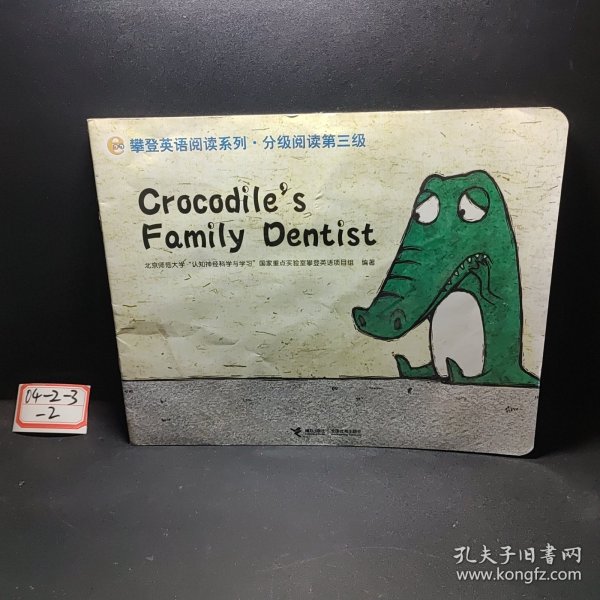 攀登英语阅读系列·分级阅读第三级
Crocodile's
Family Dentist
北京师范大学“认知神经科学与学习”国家重点实验室攀登英语项目组 编著
04-2-3
-2
孔夫子旧書网
www.kongfz.com